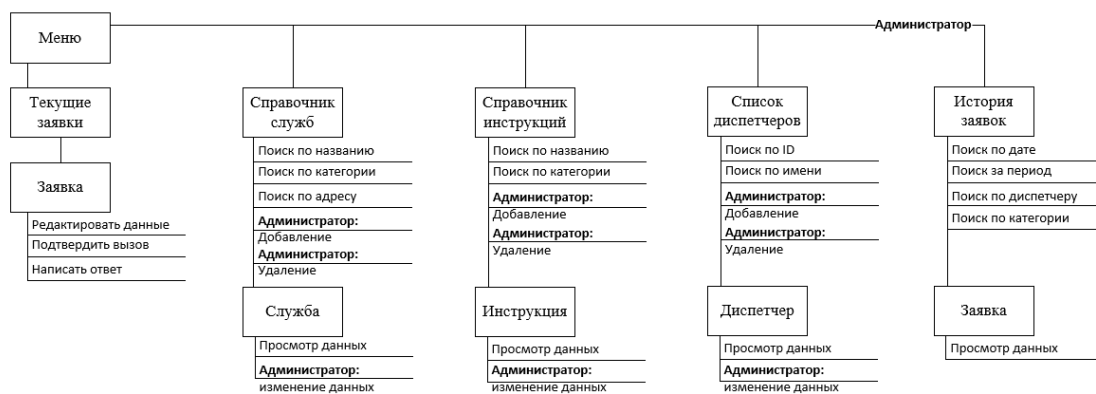 Меню
Администратор
Текущие
заявки
Заявка
Редактировать данные
Подтвердить вызов
Написать ответ
Справочник
служб
Поиск по названию
Поиск по категории
Поиск по адресу
Администратор:
Добавление
Администратор:
Удаление
Служба
Просмотр данных
Администратор:
изменение данных
Справочник
инструкций
Поиск по названию
Поиск по категории
Администратор:
Добавление
Администратор:
Удаление
Инструкция
Просмотр данных
Администратор:
изменение данных
Список
диспетчеров
Поиск по ID
Поиск по имени
Администратор:
Добавление
Администратор:
Удаление
Диспетчер
Просмотр данных
Администратор:
изменение данных
История
заявок
Поиск по дате
Поиск за период
Поиск по диспетчеру
Поиск по категории
Заявка
Просмотр данных